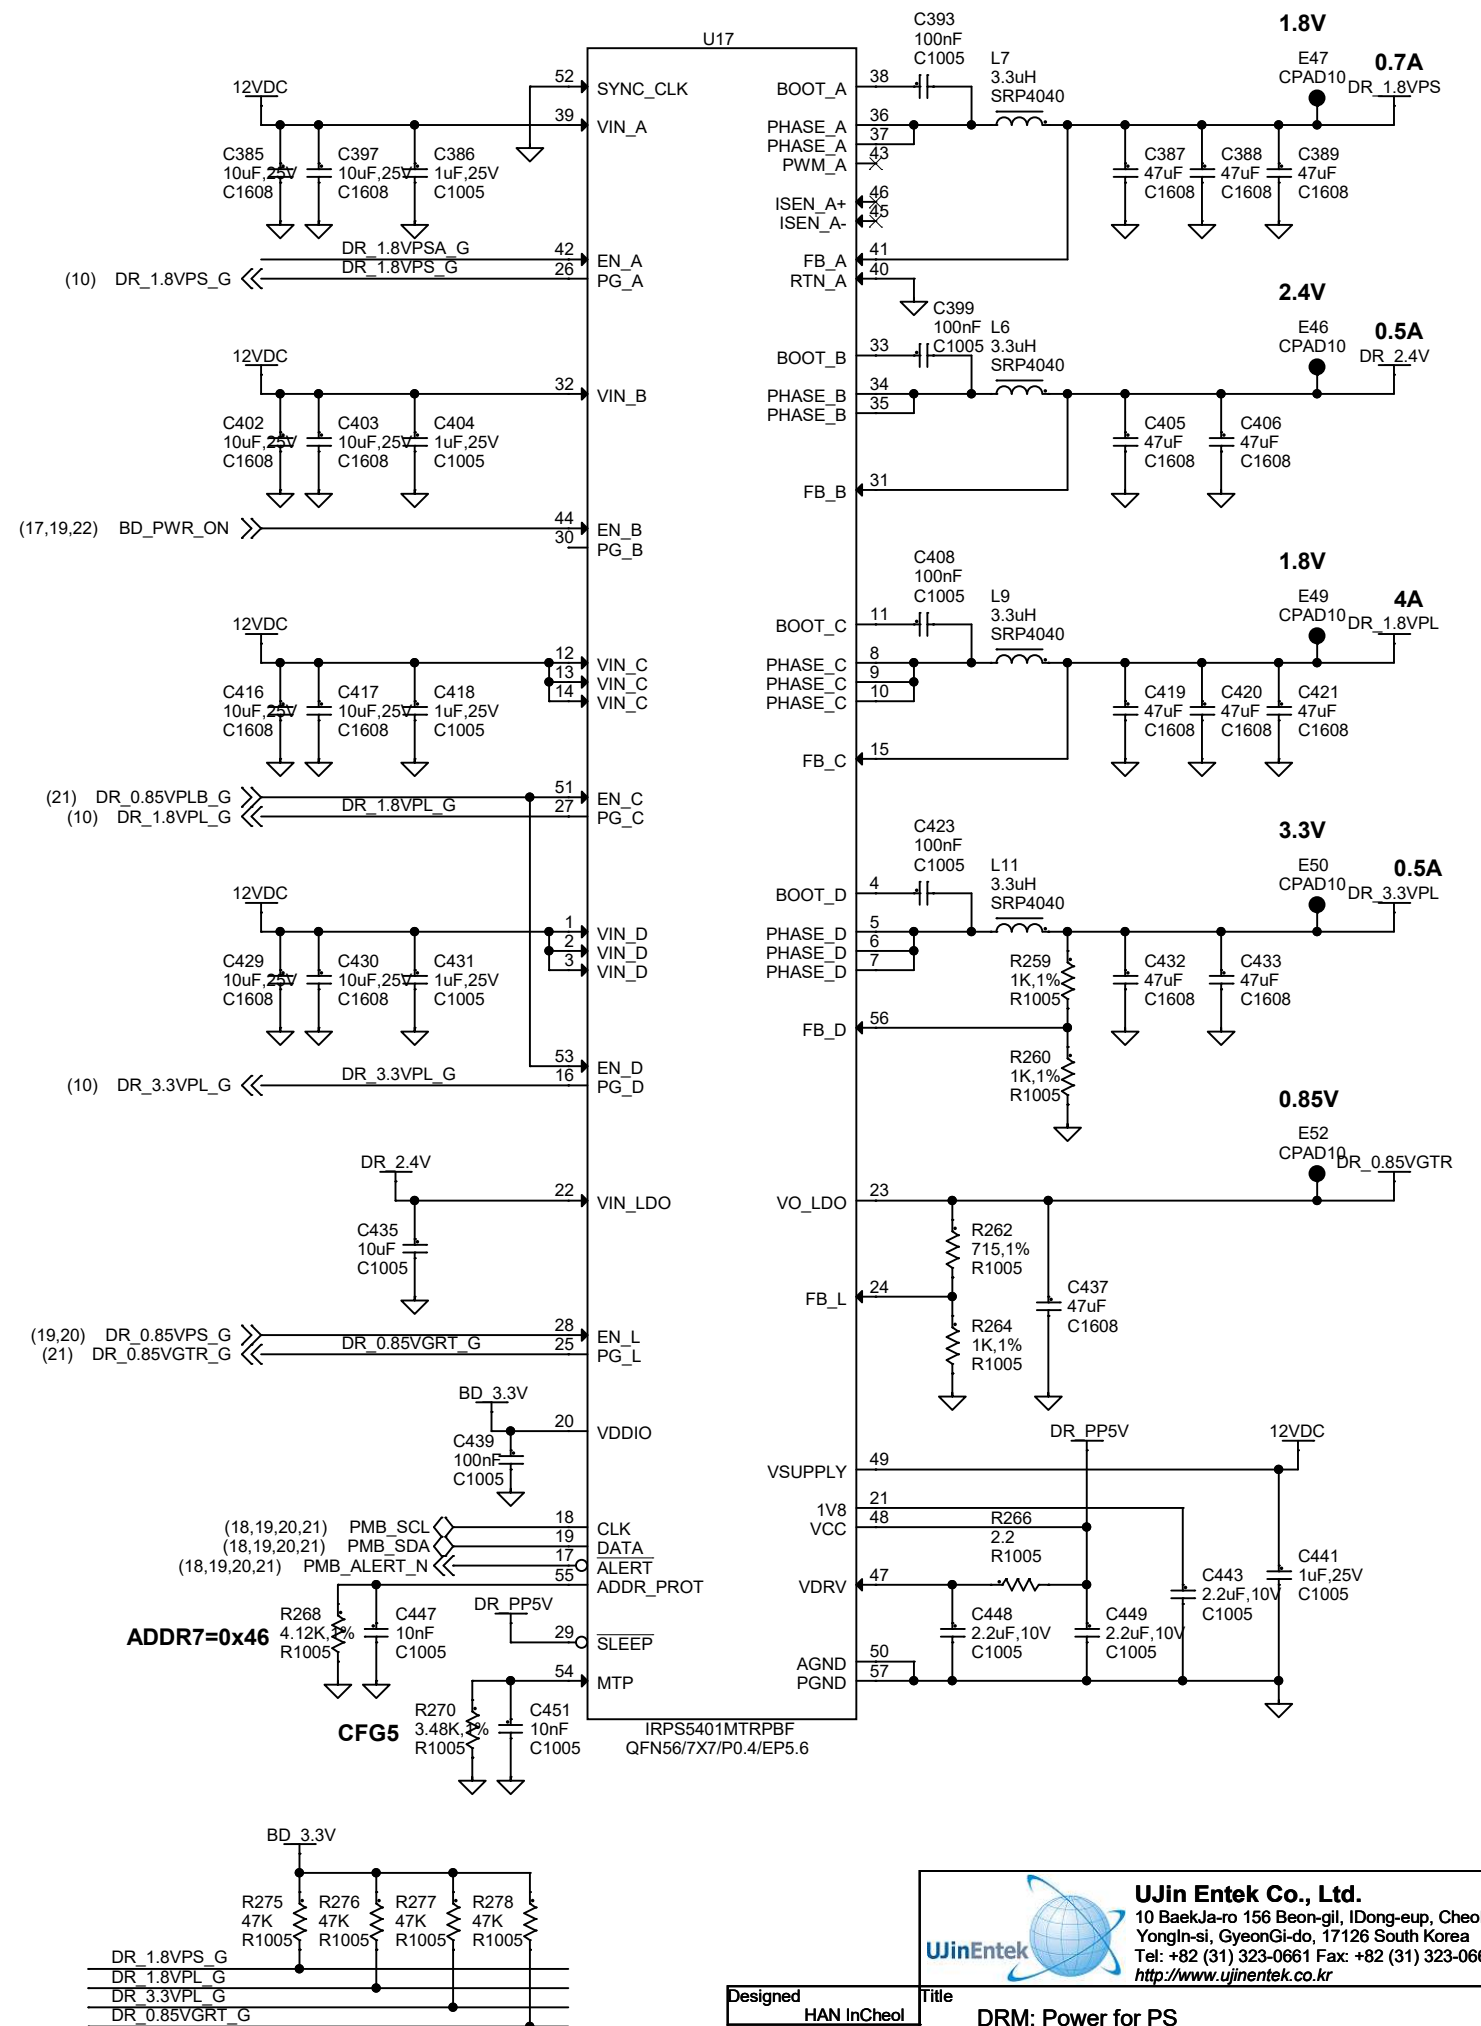 U17
52
SYNC_CLK
12VDC
39
VIN_A
C385
10uF,25V
C1608
C397
10uF,25V
C1608
C386
1uF,25V
C1005
DR_1.8VPSA_G
42
EN_A
(10) DR_1.8VPS_G
DR_1.8VPS_G
26
PG_A
12VDC
32
VIN_B
C402
10uF,25V
C1608
C403
10uF,25V
C1608
C404
1uF,25V
C1005
(17,19,22) BD_PWR_ON
44
EN_B
30
PG_B
12VDC
12
VIN_C
13
VIN_C
14
VIN_C
C416
10uF,25V
C1608
C417
10uF,25V
C1608
C418
1uF,25V
C1005
(21) DR_0.85VPLB_G
51
EN_C
(10) DR_1.8VPL_G
DR_1.8VPL_G
27
PG_C
12VDC
1
VIN_D
2
VIN_D
3
VIN_D
C429
10uF,25V
C1608
C430
10uF,25V
C1608
C431
1uF,25V
C1005
53
EN_D
(10) DR_3.3VPL_G
DR_3.3VPL_G
16
PG_D
DR_2.4V
22
VIN_LDO
C435
10uF
C1005
(19,20) DR_0.85VPS_G
28
EN_L
(21) DR_0.85VGTR_G
DR_0.85VGRT_G
25
PG_L
BD_3.3V
20
VDDIO
C439
100nF
C1005
(18,19,20,21) PMB_SCL
18
CLK
(18,19,20,21) PMB_SDA
19
DATA
(18,19,20,21) PMB_ALERT_N
17
ALERT
55
ADDR_PROT
ADDR7=0x46
R268
4.12K,1%
R1005
C447
10nF
C1005
DR_PP5V
29
SLEEP
54
MTP
CFG5
R270
3.48K,1%
R1005
C451
10nF
C1005
IRPS5401MTRPBF
QFN56/7X7/P0.4/EP5.6
C393
100nF
C1005
BOOT_A
38
L7
3.3uH
SRP4040
PHASE_A
36
PHASE_A
37
PWM_A
43
ISEN_A+
46
ISEN_A-
45
FB_A
41
RTN_A
40
1.8V
E47
CPAD10
0.7A
DR_1.8VPS
C387
47uF
C1608
C388
47uF
C1608
C389
47uF
C1608
C399
100nF
C1005
BOOT_B
33
L6
3.3uH
SRP4040
PHASE_B
34
PHASE_B
35
FB_B
31
2.4V
E46
CPAD10
0.5A
DR_2.4V
C405
47uF
C1608
C406
47uF
C1608
C408
100nF
C1005
BOOT_C
11
L9
3.3uH
SRP4040
PHASE_C
8
PHASE_C
9
PHASE_C
10
FB_C
15
1.8V
E49
CPAD10
4A
DR_1.8VPL
C419
47uF
C1608
C420
47uF
C1608
C421
47uF
C1608
C423
100nF
C1005
BOOT_D
4
L11
3.3uH
SRP4040
PHASE_D
5
PHASE_D
6
PHASE_D
7
FB_D
56
R259
1K,1%
R1005
R260
1K,1%
R1005
3.3V
E50
CPAD10
0.5A
DR_3.3VPL
C432
47uF
C1608
C433
47uF
C1608
0.85V
E52
CPAD10
DR_0.85VGTR
VO_LDO
23
R262
715,1%
R1005
FB_L
24
R264
1K,1%
R1005
C437
47uF
C1608
DR_PP5V
12VDC
VSUPPLY
49
1V8
21
VCC
48
R266
2.2
R1005
VDRV
47
C448
2.2uF,10V
C1005
C449
2.2uF,10V
C1005
C443
2.2uF,10V
C1005
C441
1uF,25V
C1005
AGND
50
PGND
57
BD_3.3V
R275
47K
R1005
R276
47K
R1005
R277
47K
R1005
R278
47K
R1005
DR_1.8VPS_G
DR_1.8VPL_G
DR_3.3VPL_G
DR_0.85VGRT_G
UJinEntek
UJin Entek Co., Ltd.
10 BaekJa-ro 156 Beon-gil, IDong-eup, Cheo
YongIn-si, GyeonGi-do, 17126 South Korea
Tel: +82 (31) 323-0661 Fax: +82 (31) 323-066
http://www.ujinentek.co.kr
Designed
HAN InCheol
Title
DRM: Power for PS